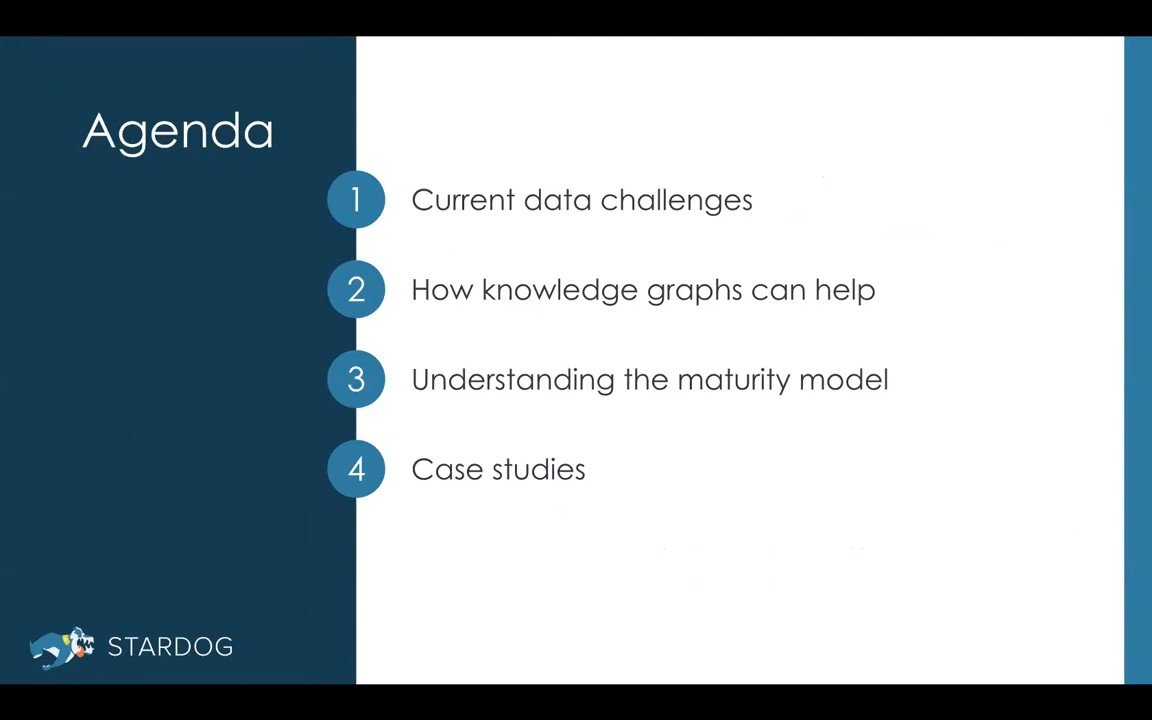 Agenda
1 Current data challenges
2 How knowledge graphs can help
3 Understanding the maturity model
4 Case studies
STARDOG